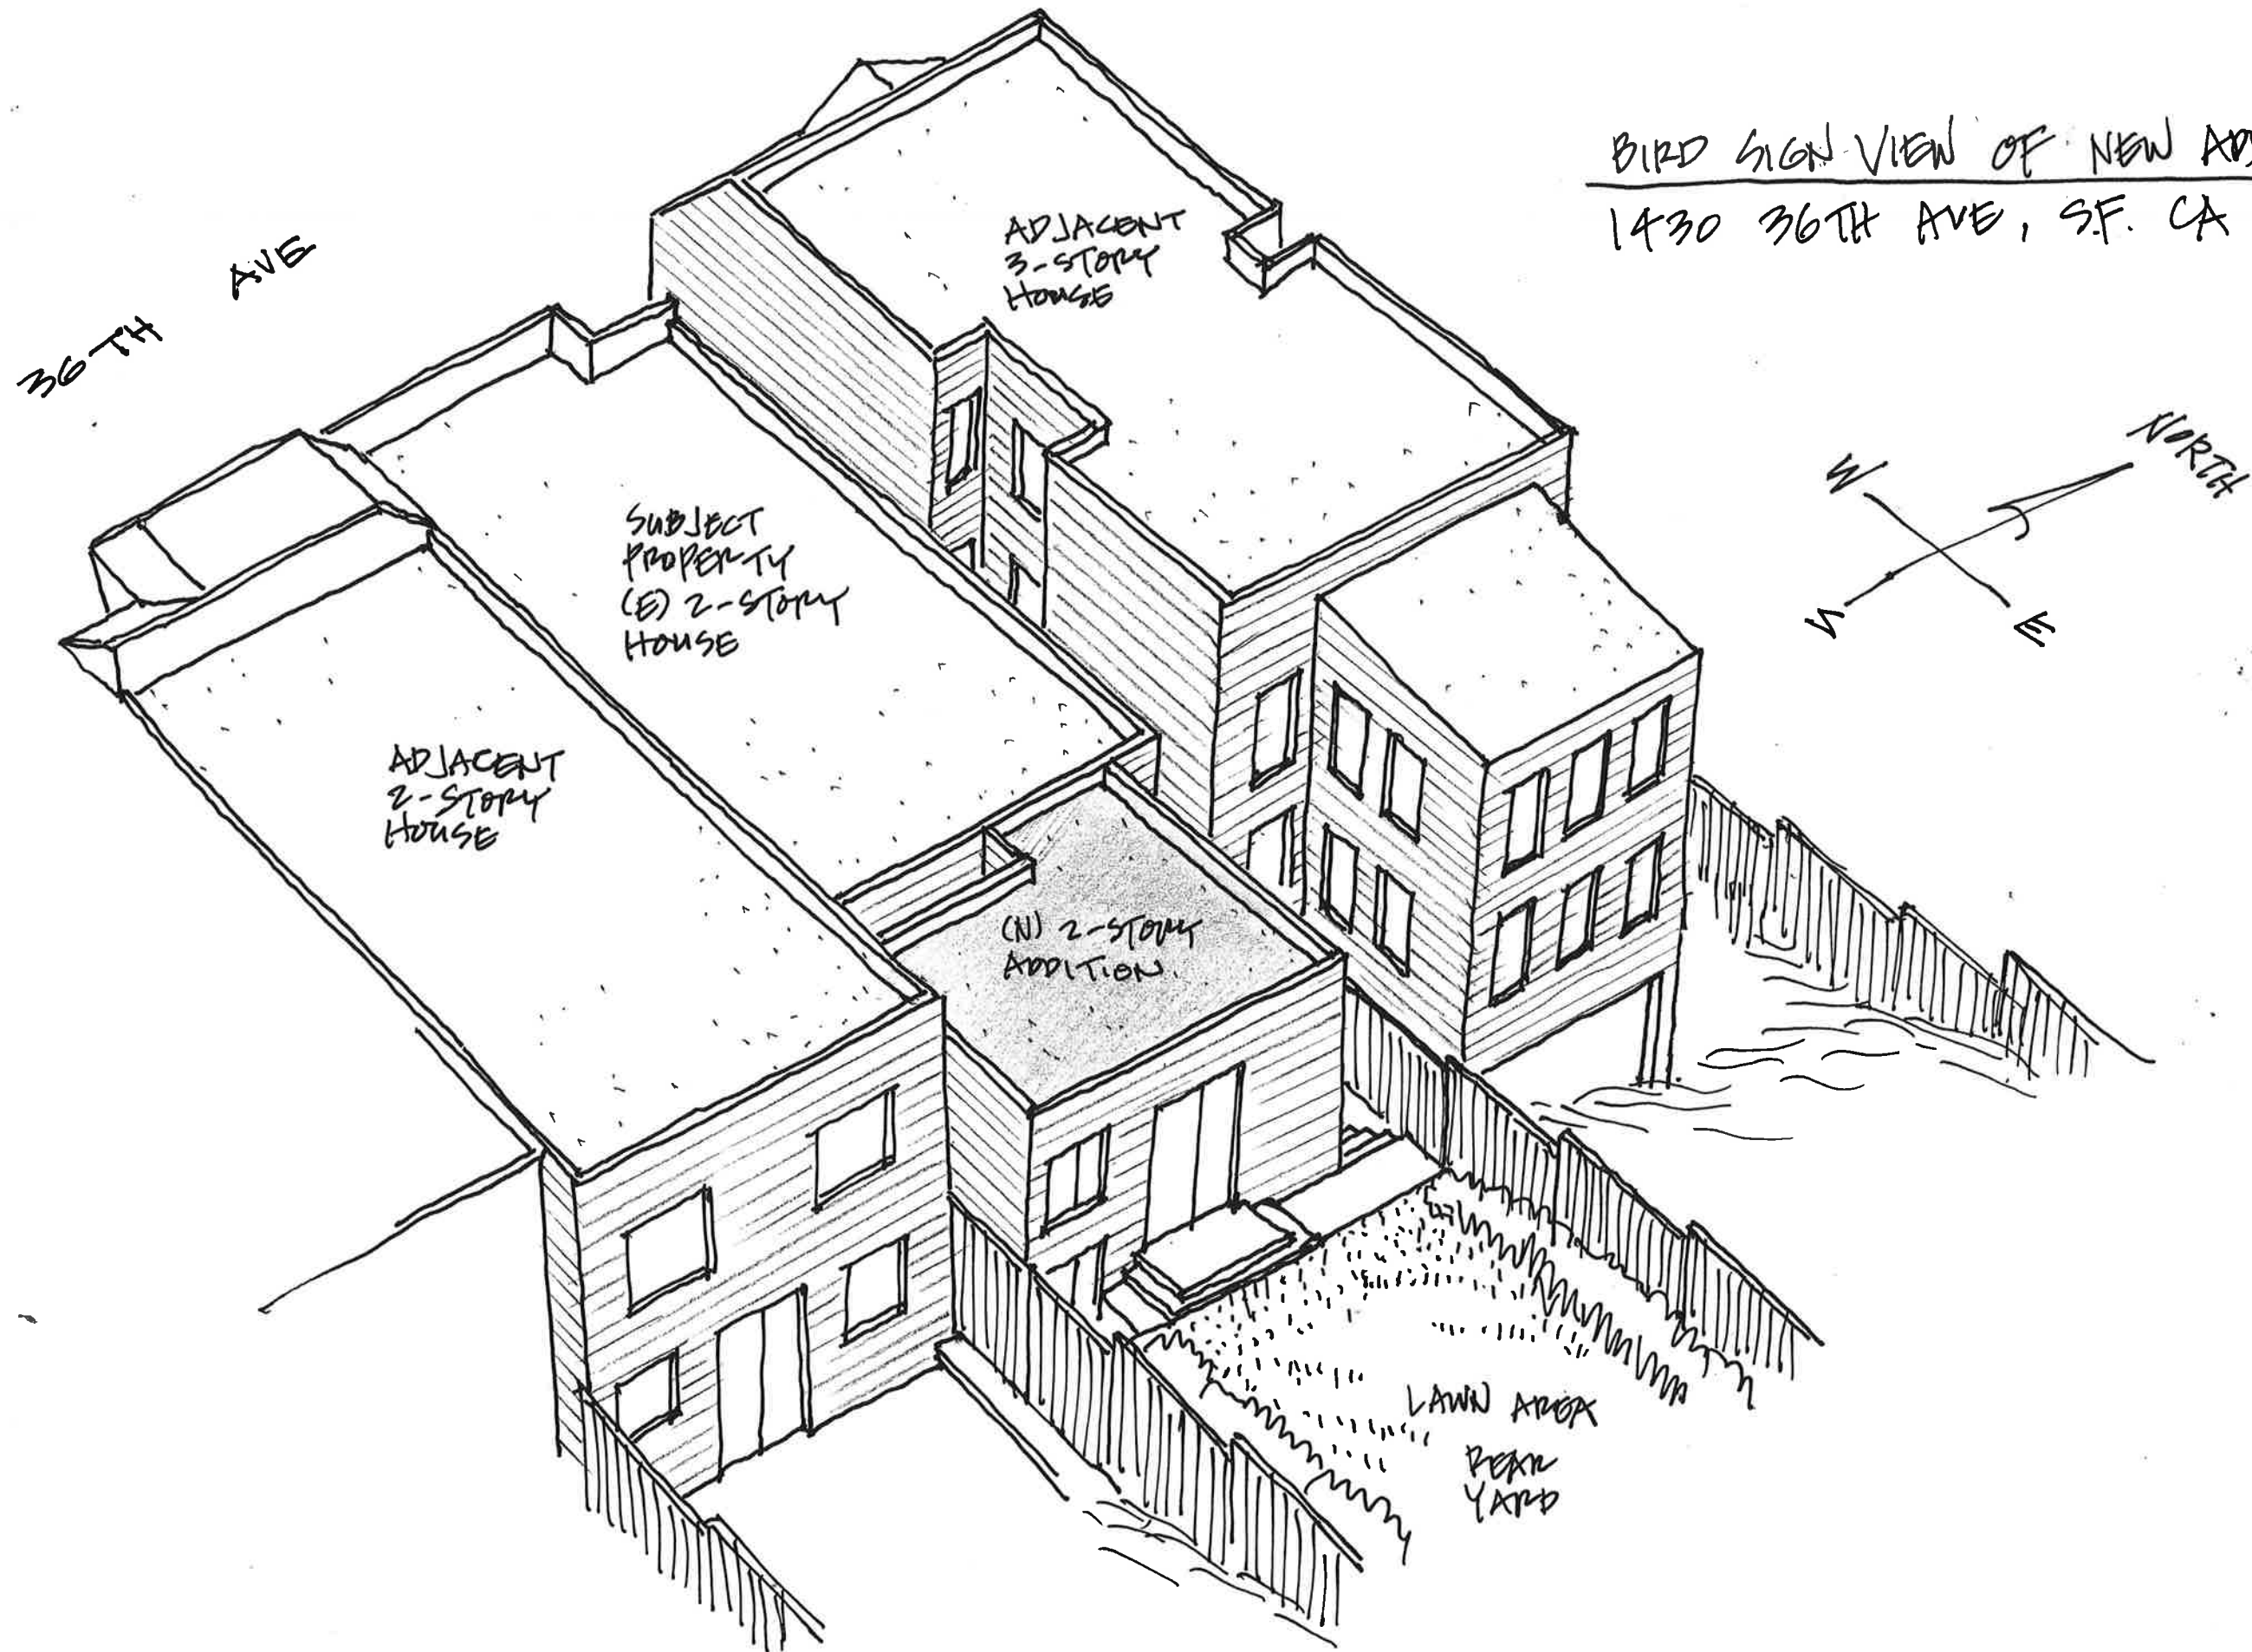 BIRD SIGN VIEW OF NEW
1430 36TH AVE, S.F. CA
36TH AVE
ADJACENT
3-STORY
HOUSE
SUBJECT
PROPERTY
(E) 2-STORY
HOUSE
ADJACENT
2-STORY
HOUSE
(N) 2-STORY
ADDITION.
NORTH
W
S
E
LAWN AREA
REAR
YARD